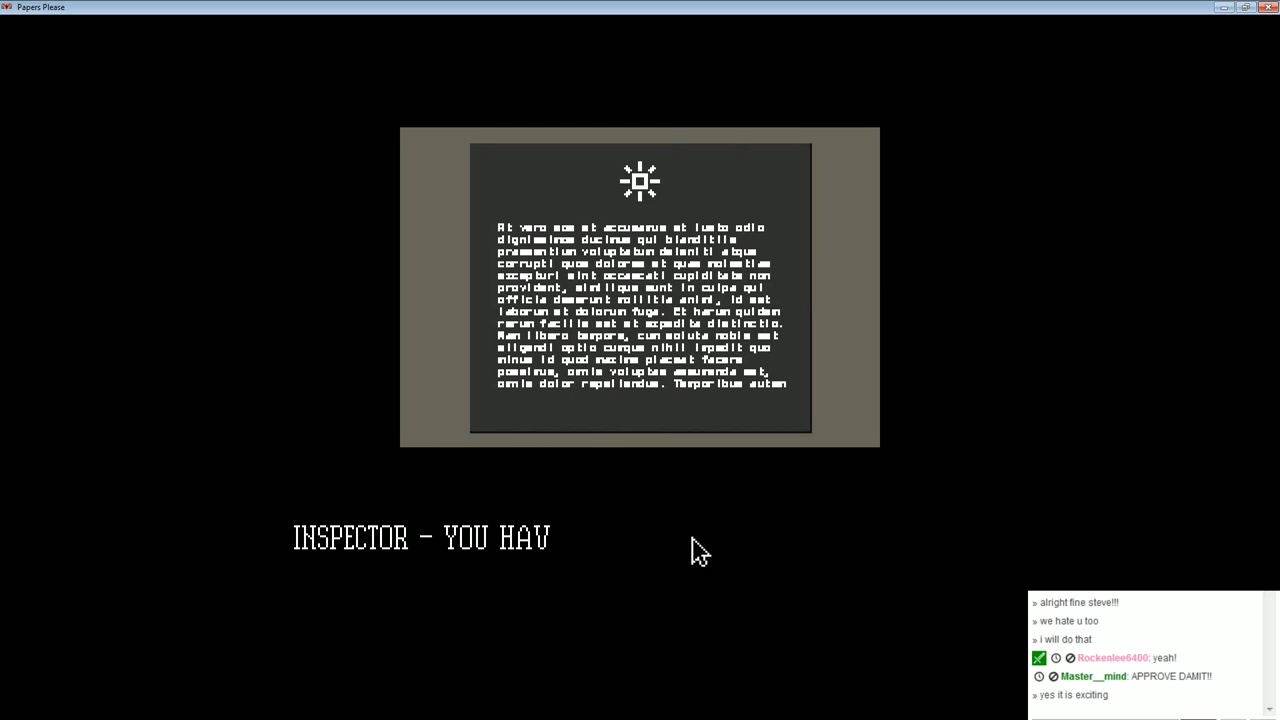 Papers Please
At vero eos et accusamus et iusto odio
dignissimos ducimus qui blanditiis
praesentium voluptatum deleniti atque
corrupti quos dolores et quas molestias
excepturi sint occaecati cupiditate non
provident, similique sunt in culpa qui
officia deserunt mollitia animi, id est
laborum et dolorum fuga. Et harum quidem
rerum facilis est et expedita distinctio.
Nam libero tempore, cum soluta nobis est
eligendi optio cumque nihil impedit quo
minus id quod maxime placeat facere
possimus, omnis voluptas assumenda est,
omnis dolor repellendus. Temporibus autem
INSPECTOR - YOU HAV
» alright fine steve!!!
» we hate u too
» i will do that
Rockenlee6400: yeah!
Master__mind: APPROVE DAMIT!!
» yes it is exciting